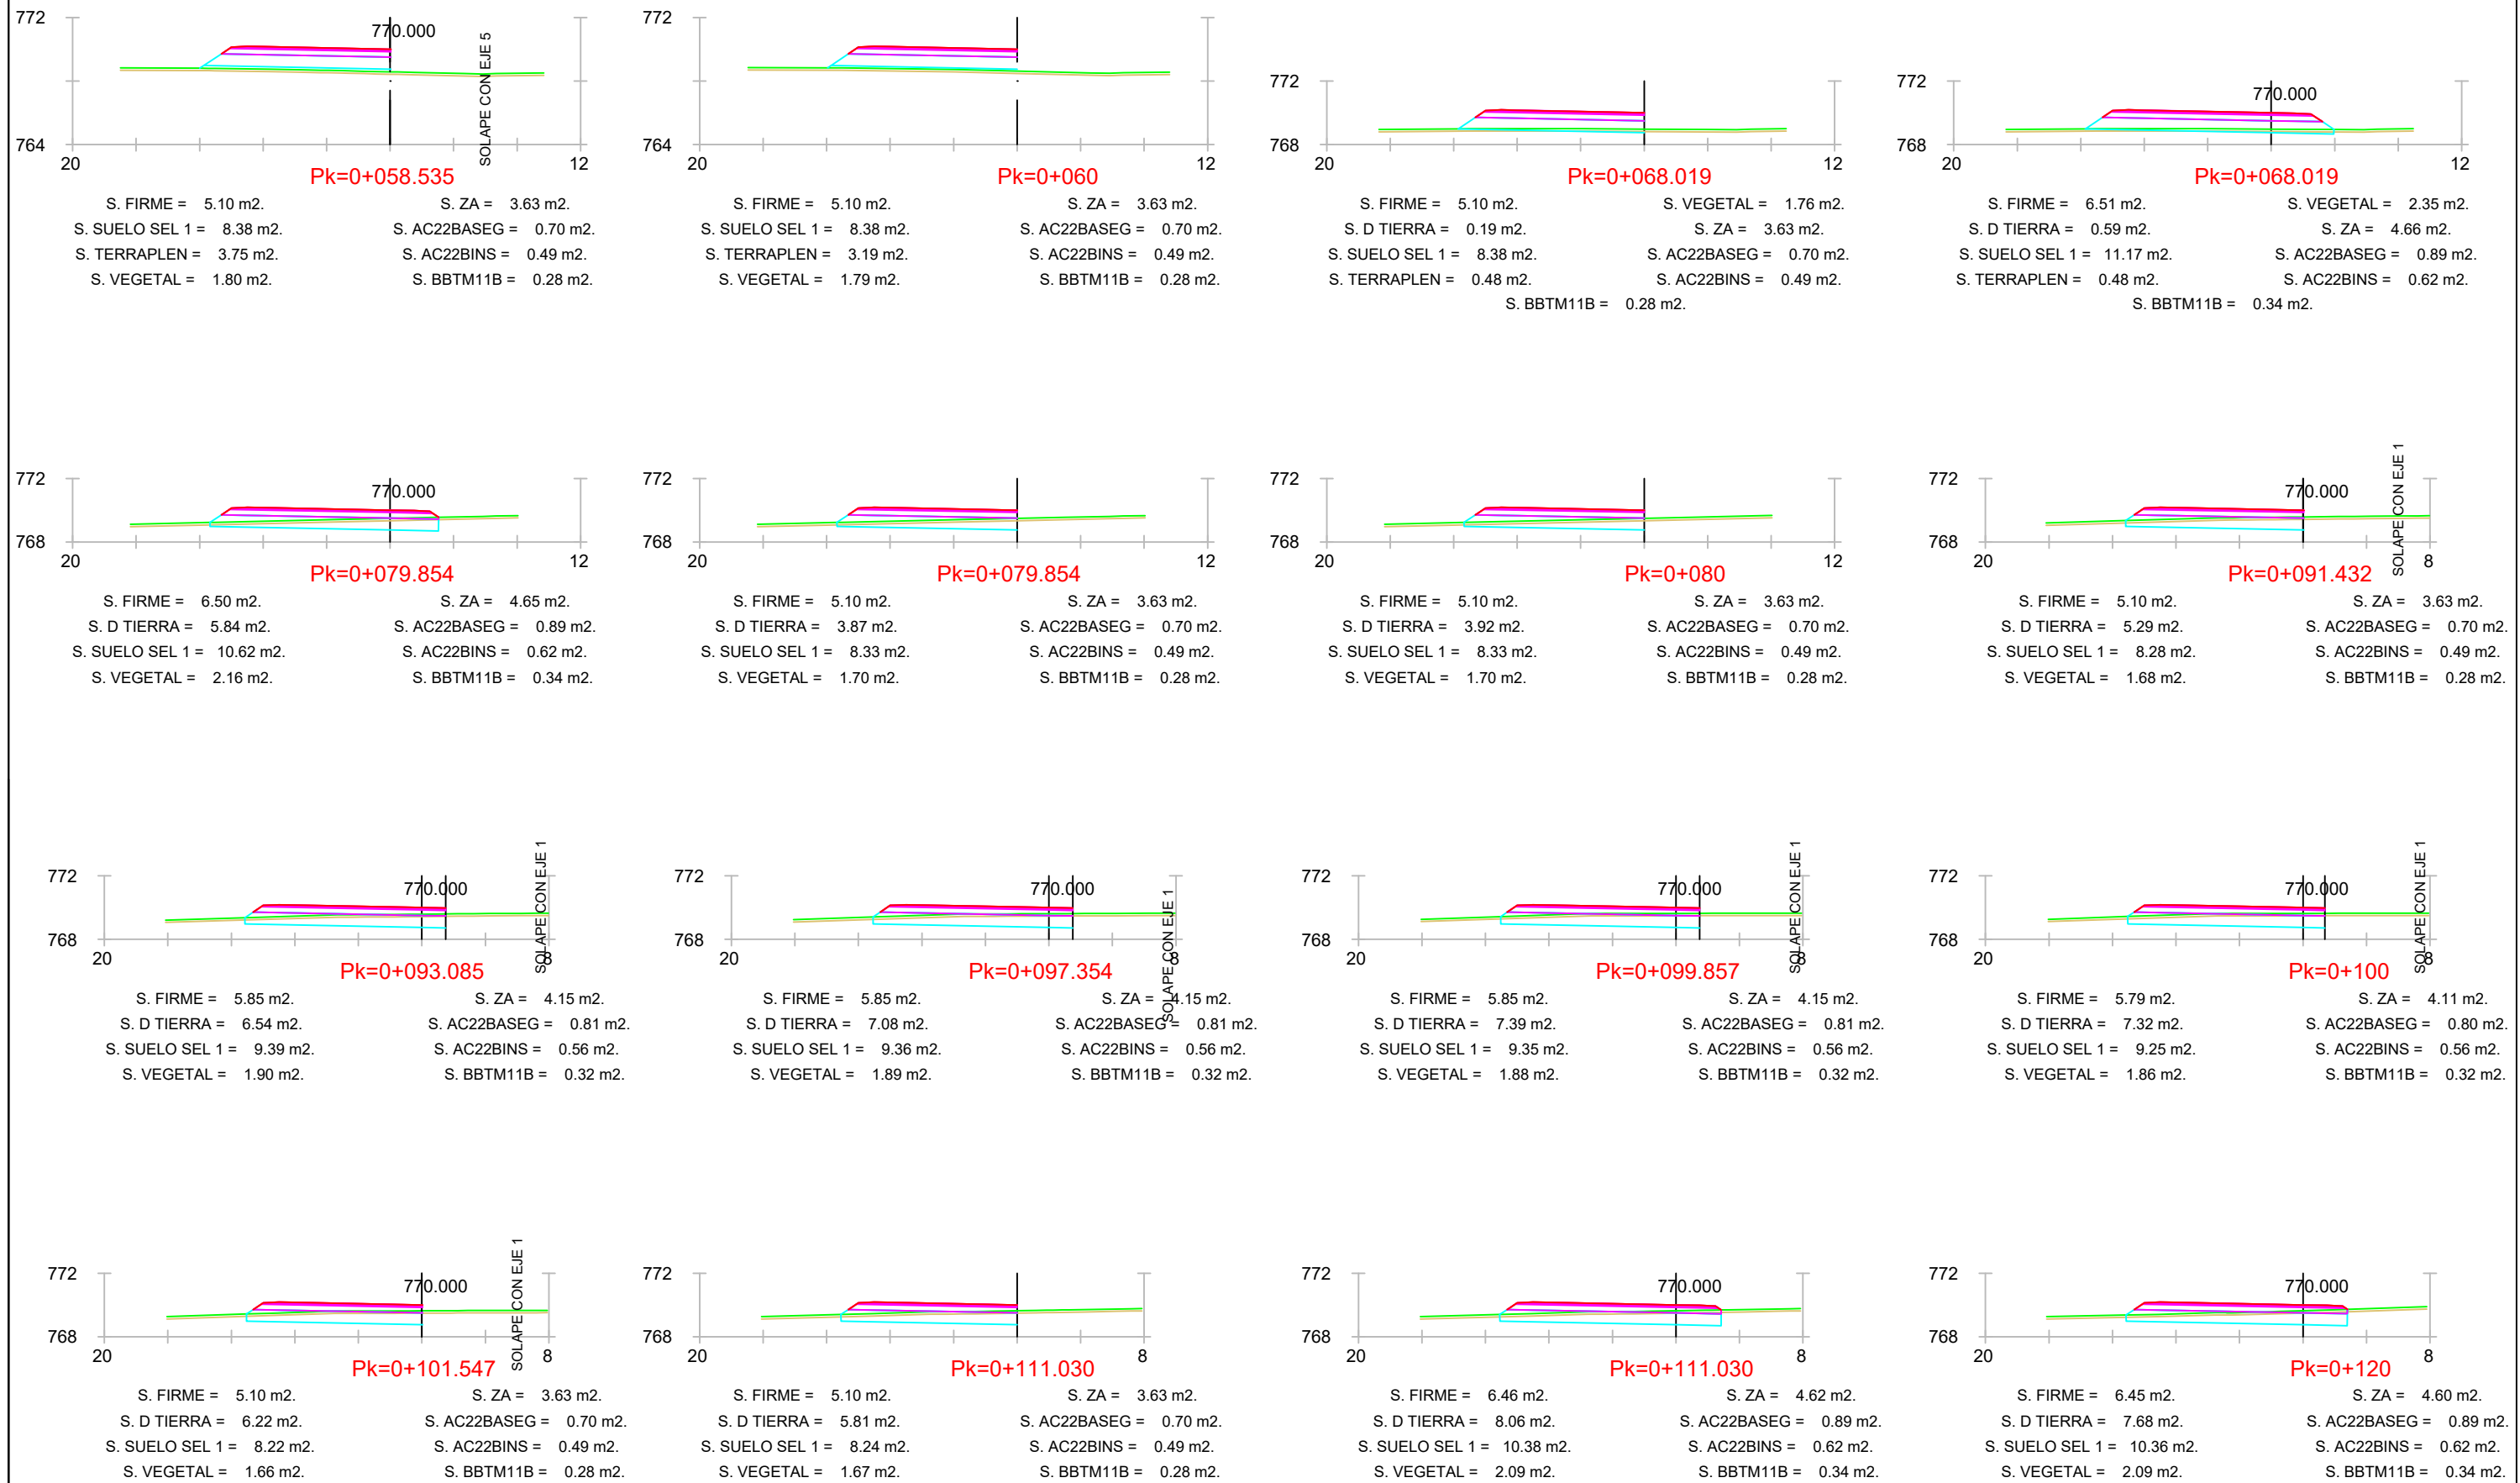 772
770.000
SOLAPE CON EJE 5
764
20
12
Pk=0+058.535
S. FIRME = 5.10 m2.
S. ZA = 3.63 m2.
S. SUELO SEL 1 = 8.38 m2.
S. AC22BASEG = 0.70 m2.
S. TERRAPLEN = 3.75 m2.
S. AC22BINS = 0.49 m2.
S. VEGETAL = 1.80 m2.
S. BBTM11B = 0.28 m2.
772
764
20
12
Pk=0+060
S. FIRME = 5.10 m2.
S. ZA = 3.63 m2.
S. SUELO SEL 1 = 8.38 m2.
S. AC22BASEG = 0.70 m2.
S. TERRAPLEN = 3.19 m2.
S. AC22BINS = 0.49 m2.
S. VEGETAL = 1.79 m2.
S. BBTM11B = 0.28 m2.
772
768
20
12
Pk=0+068.019
S. FIRME = 5.10 m2.
S. VEGETAL = 1.76 m2.
S. D TIERRA = 0.19 m2.
S. ZA = 3.63 m2.
S. SUELO SEL 1 = 8.38 m2.
S. AC22BASEG = 0.70 m2.
S. TERRAPLEN = 0.48 m2.
S. AC22BINS = 0.49 m2.
S. BBTM11B = 0.28 m2.
772
770.000
768
20
12
Pk=0+068.019
S. FIRME = 6.51 m2.
S. VEGETAL = 2.35 m2.
S. D TIERRA = 0.59 m2.
S. ZA = 4.66 m2.
S. SUELO SEL 1 = 11.17 m2.
S. AC22BASEG = 0.89 m2.
S. TERRAPLEN = 0.48 m2.
S. AC22BINS = 0.62 m2.
S. BBTM11B = 0.34 m2.
772
770.000
768
20
12
Pk=0+079.854
S. FIRME = 6.50 m2.
S. ZA = 4.65 m2.
S. D TIERRA = 5.84 m2.
S. AC22BASEG = 0.89 m2.
S. SUELO SEL 1 = 10.62 m2.
S. AC22BINS = 0.62 m2.
S. VEGETAL = 2.16 m2.
S. BBTM11B = 0.34 m2.
772
768
20
12
Pk=0+079.854
S. FIRME = 5.10 m2.
S. ZA = 3.63 m2.
S. D TIERRA = 3.87 m2.
S. AC22BASEG = 0.70 m2.
S. SUELO SEL 1 = 8.33 m2.
S. AC22BINS = 0.49 m2.
S. VEGETAL = 1.70 m2.
S. BBTM11B = 0.28 m2.
772
768
20
12
Pk=0+080
S. FIRME = 5.10 m2.
S. ZA = 3.63 m2.
S. D TIERRA = 3.92 m2.
S. AC22BASEG = 0.70 m2.
S. SUELO SEL 1 = 8.33 m2.
S. AC22BINS = 0.49 m2.
S. VEGETAL = 1.70 m2.
S. BBTM11B = 0.28 m2.
772
770.000
SOLAPE CON EJE 1
768
20
8
Pk=0+091.432
S. FIRME = 5.10 m2.
S. ZA = 3.63 m2.
S. D TIERRA = 5.29 m2.
S. AC22BASEG = 0.70 m2.
S. SUELO SEL 1 = 8.28 m2.
S. AC22BINS = 0.49 m2.
S. VEGETAL = 1.68 m2.
S. BBTM11B = 0.28 m2.
772
770.000
SOLAPE CON EJE 1
768
20
8
Pk=0+093.085
S. FIRME = 5.85 m2.
S. ZA = 4.15 m2.
S. D TIERRA = 6.54 m2.
S. AC22BASEG = 0.81 m2.
S. SUELO SEL 1 = 9.39 m2.
S. AC22BINS = 0.56 m2.
S. VEGETAL = 1.90 m2.
S. BBTM11B = 0.32 m2.
772
770.000
SOLAPE CON EJE 1
768
20
8
Pk=0+097.354
S. FIRME = 5.85 m2.
S. ZA = 4.15 m2.
S. D TIERRA = 7.08 m2.
S. AC22BASEG = 0.81 m2.
S. SUELO SEL 1 = 9.36 m2.
S. AC22BINS = 0.56 m2.
S. VEGETAL = 1.89 m2.
S. BBTM11B = 0.32 m2.
772
770.000
SOLAPE CON EJE 1
768
20
8
Pk=0+099.857
S. FIRME = 5.85 m2.
S. ZA = 4.15 m2.
S. D TIERRA = 7.39 m2.
S. AC22BASEG = 0.81 m2.
S. SUELO SEL 1 = 9.35 m2.
S. AC22BINS = 0.56 m2.
S. VEGETAL = 1.88 m2.
S. BBTM11B = 0.32 m2.
772
770.000
SOLAPE CON EJE 1
768
20
8
Pk=0+100
S. FIRME = 5.79 m2.
S. ZA = 4.11 m2.
S. D TIERRA = 7.32 m2.
S. AC22BASEG = 0.80 m2.
S. SUELO SEL 1 = 9.25 m2.
S. AC22BINS = 0.56 m2.
S. VEGETAL = 1.86 m2.
S. BBTM11B = 0.32 m2.
772
770.000
SOLAPE CON EJE 1
768
20
8
Pk=0+101.547
S. FIRME = 5.10 m2.
S. ZA = 3.63 m2.
S. D TIERRA = 6.22 m2.
S. AC22BASEG = 0.70 m2.
S. SUELO SEL 1 = 8.22 m2.
S. AC22BINS = 0.49 m2.
S. VEGETAL = 1.66 m2.
S. BBTM11B = 0.28 m2.
772
768
20
8
Pk=0+111.030
S. FIRME = 5.10 m2.
S. ZA = 3.63 m2.
S. D TIERRA = 5.81 m2.
S. AC22BASEG = 0.70 m2.
S. SUELO SEL 1 = 8.24 m2.
S. AC22BINS = 0.49 m2.
S. VEGETAL = 1.67 m2.
S. BBTM11B = 0.28 m2.
772
770.000
768
20
8
Pk=0+111.030
S. FIRME = 6.46 m2.
S. ZA = 4.62 m2.
S. D TIERRA = 8.06 m2.
S. AC22BASEG = 0.89 m2.
S. SUELO SEL 1 = 10.38 m2.
S. AC22BINS = 0.62 m2.
S. VEGETAL = 2.09 m2.
S. BBTM11B = 0.34 m2.
772
770.000
768
20
8
Pk=0+120
S. FIRME = 6.45 m2.
S. ZA = 4.60 m2.
S. D TIERRA = 7.68 m2.
S. AC22BASEG = 0.89 m2.
S. SUELO SEL 1 = 10.36 m2.
S. AC22BINS = 0.62 m2.
S. VEGETAL = 2.09 m2.
S. BBTM11B = 0.34 m2.